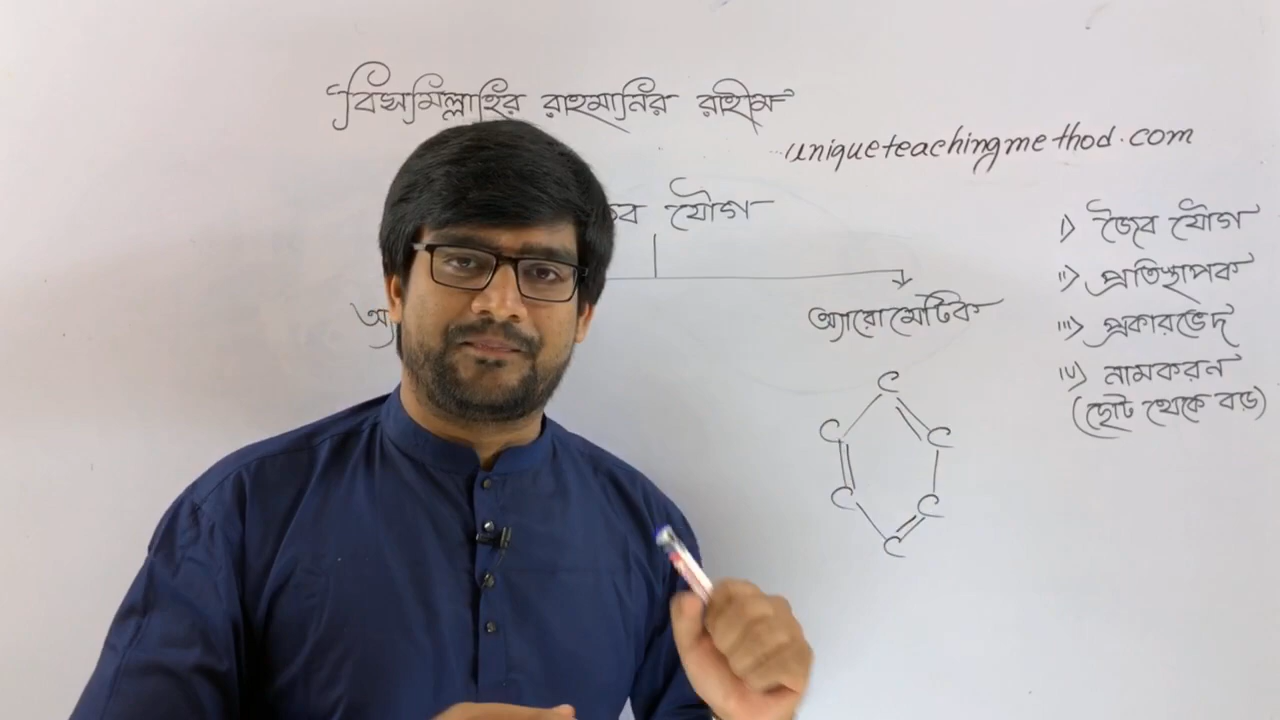 বিসমিল্লাহির রাহমানির রাহীম
uniqueteachingmethod.com
যৌগ
অ্যারোমেটিক
C
C C
C C
C
i) জৈব যৌগ
ii) প্রতিস্থাপক
iii) প্রকারভেদ
iv) নামকরন
(ছোট থেকে বড়)